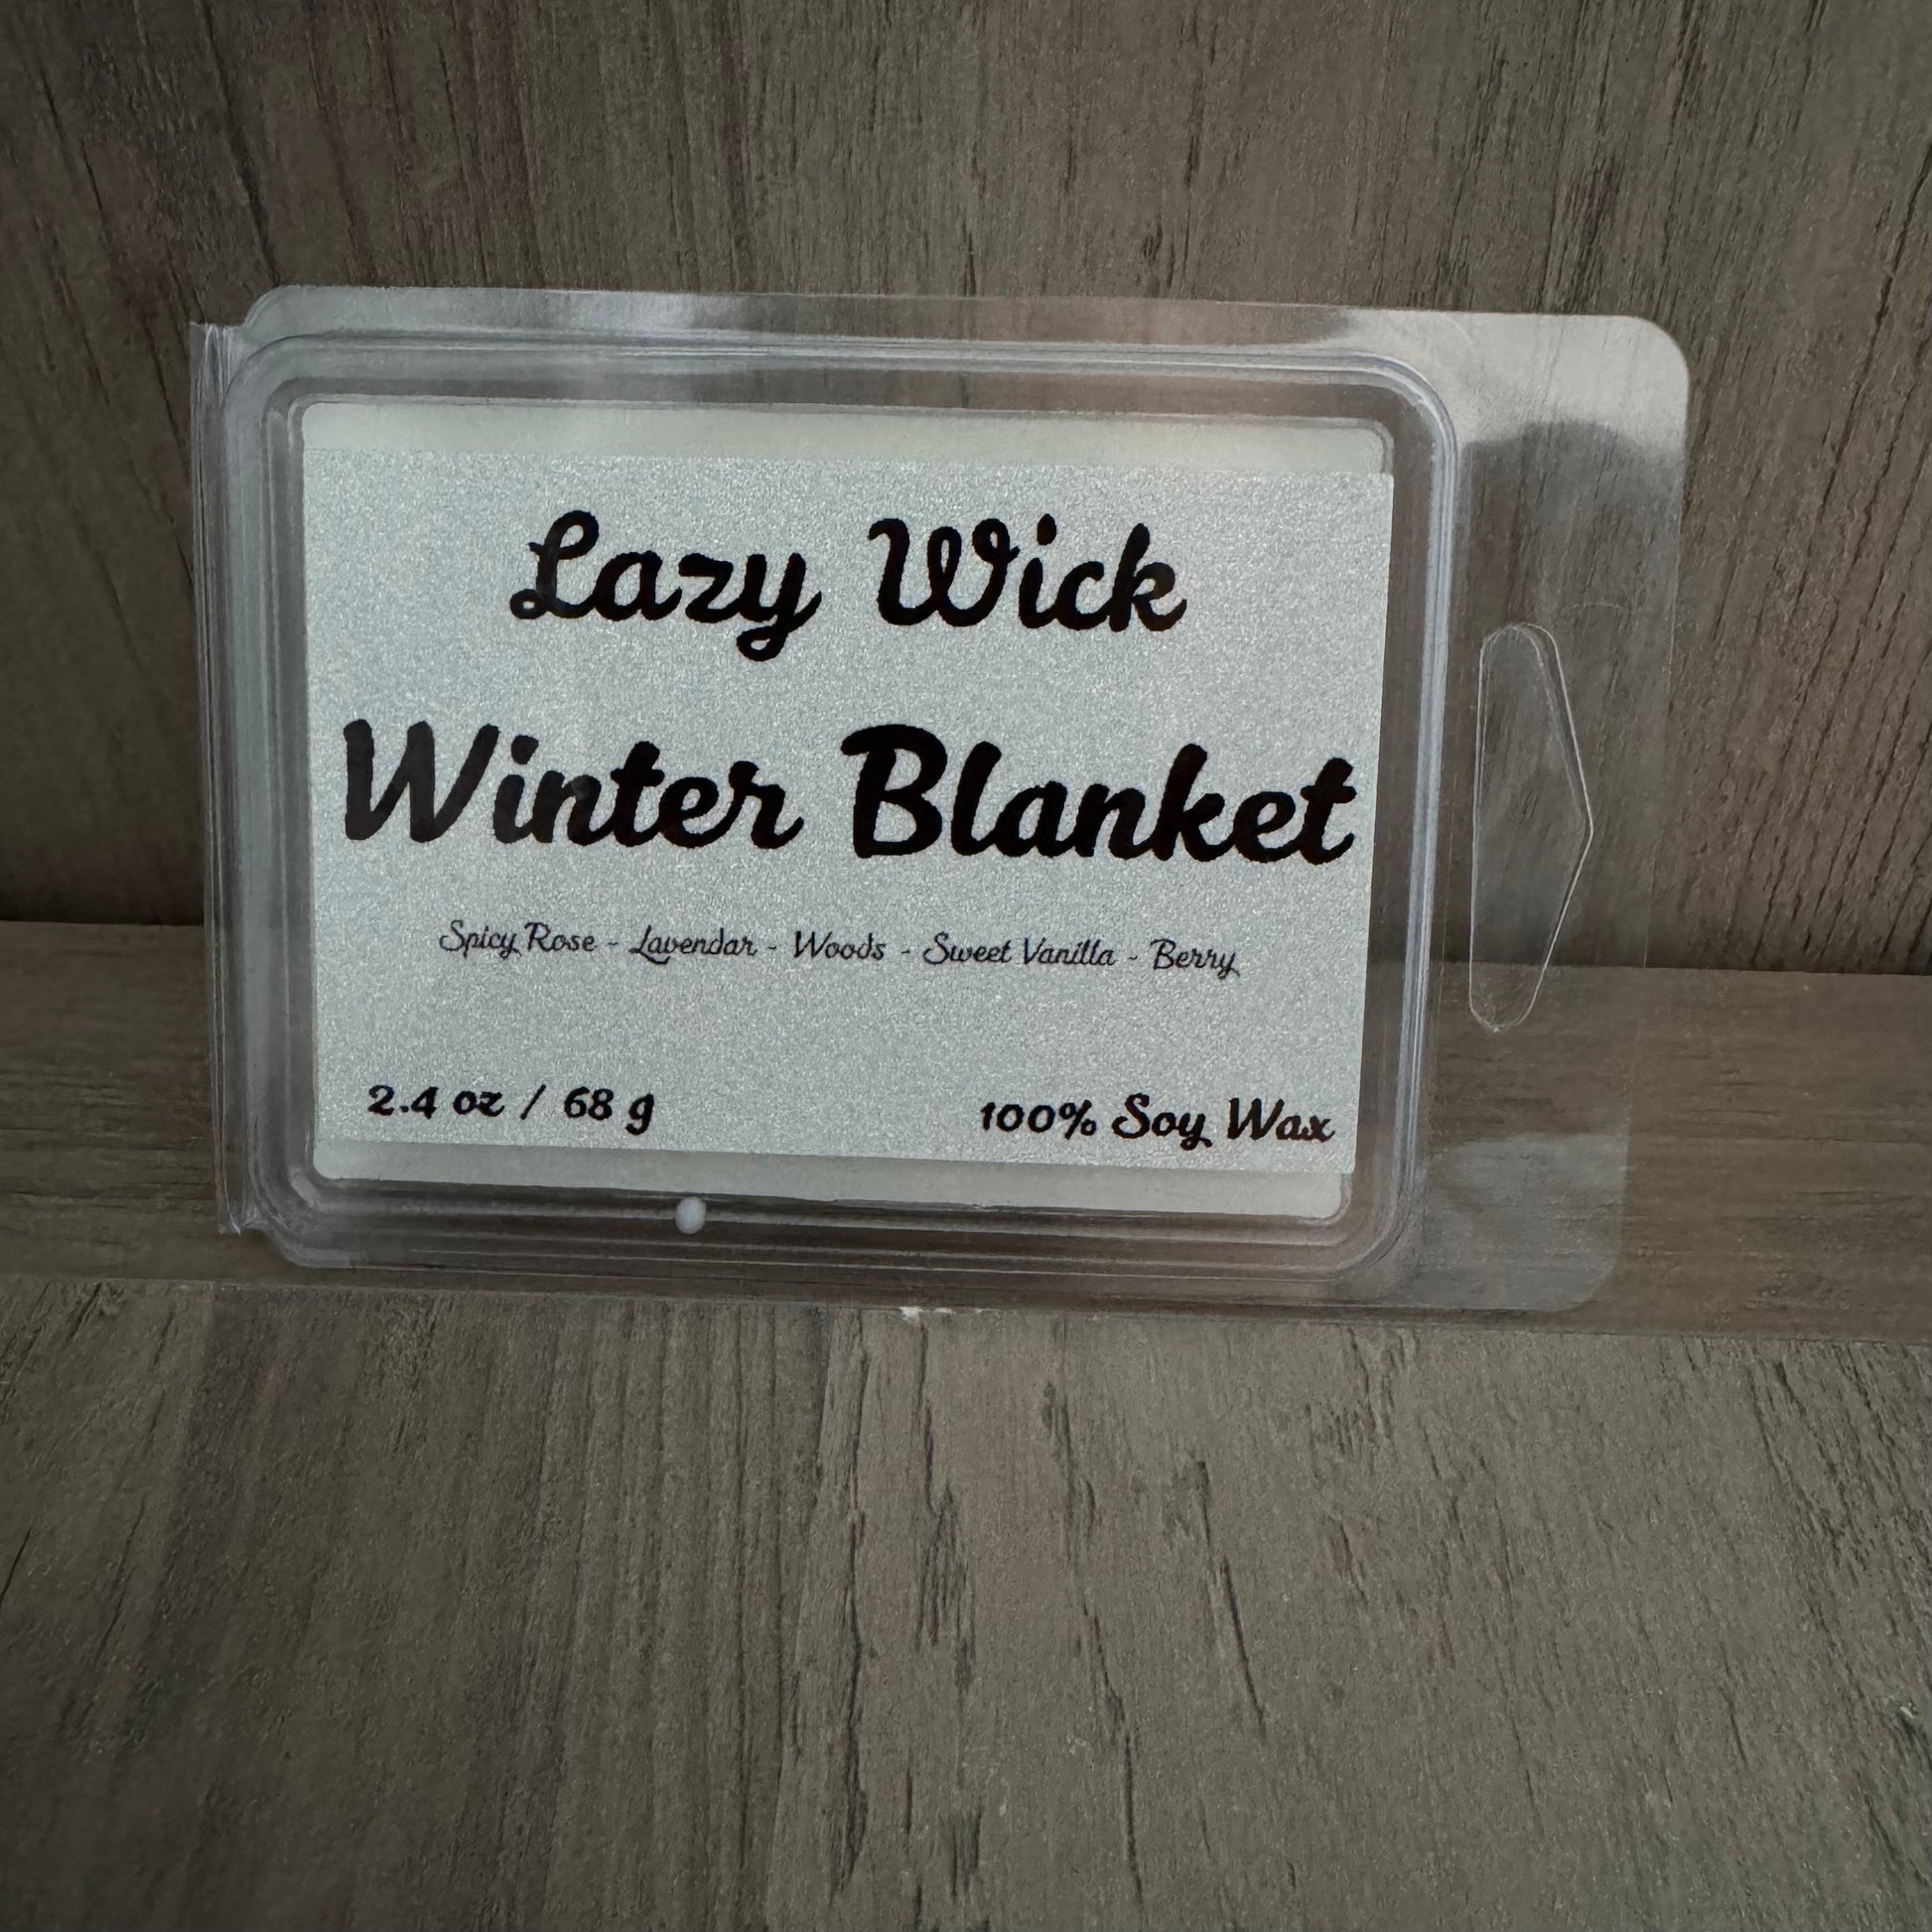 Lazy Wick
Winter Blanket
Spicy Rose - Lavendar - Woods - Sweet Vanilla - Berry
2.4 oz / 68 g
100% Soy Wax